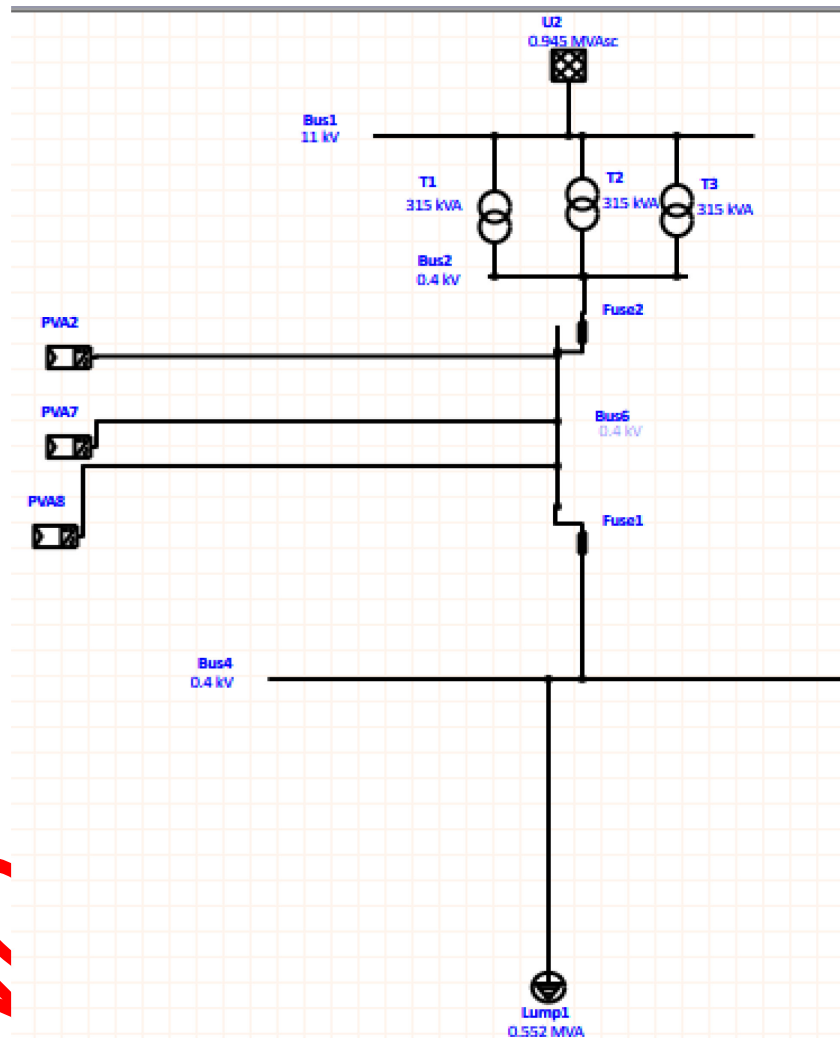 U2
0.945 MVAsc
Bus1
11 kV
T1
315 kVA
T2
315 kVA
T3
315 kVA
Bus2
0.4 kV
Fuse2
PVA2
PVA7
Bus6
0.4 kV
PVA8
Fuse1
Bus4
0.4 kV
Lump1
0.552 MVA